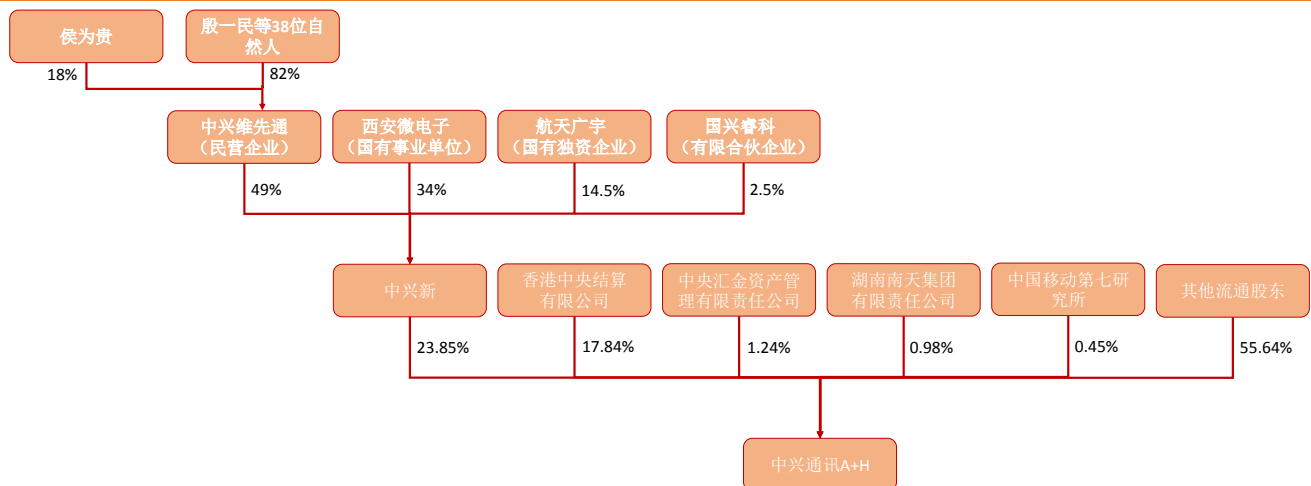 侯为贵
殷一民等38位自
然人
18%
82%
中兴维先通
（民营企业）
西安微电子
（国有事业单位）
航天广宇
（国有独资企业）
国兴睿科
（有限合伙企业）
49%
34%
14.5%
2.5%
中兴新
香港中央结算
有限公司
中央汇金资产管
理有限责任公司
湖南南天集团
有限责任公司
中国移动第七研
究所
其他流通股东
23.85%
17.84%
1.24%
0.98%
0.45%
55.64%
中兴通讯A+H